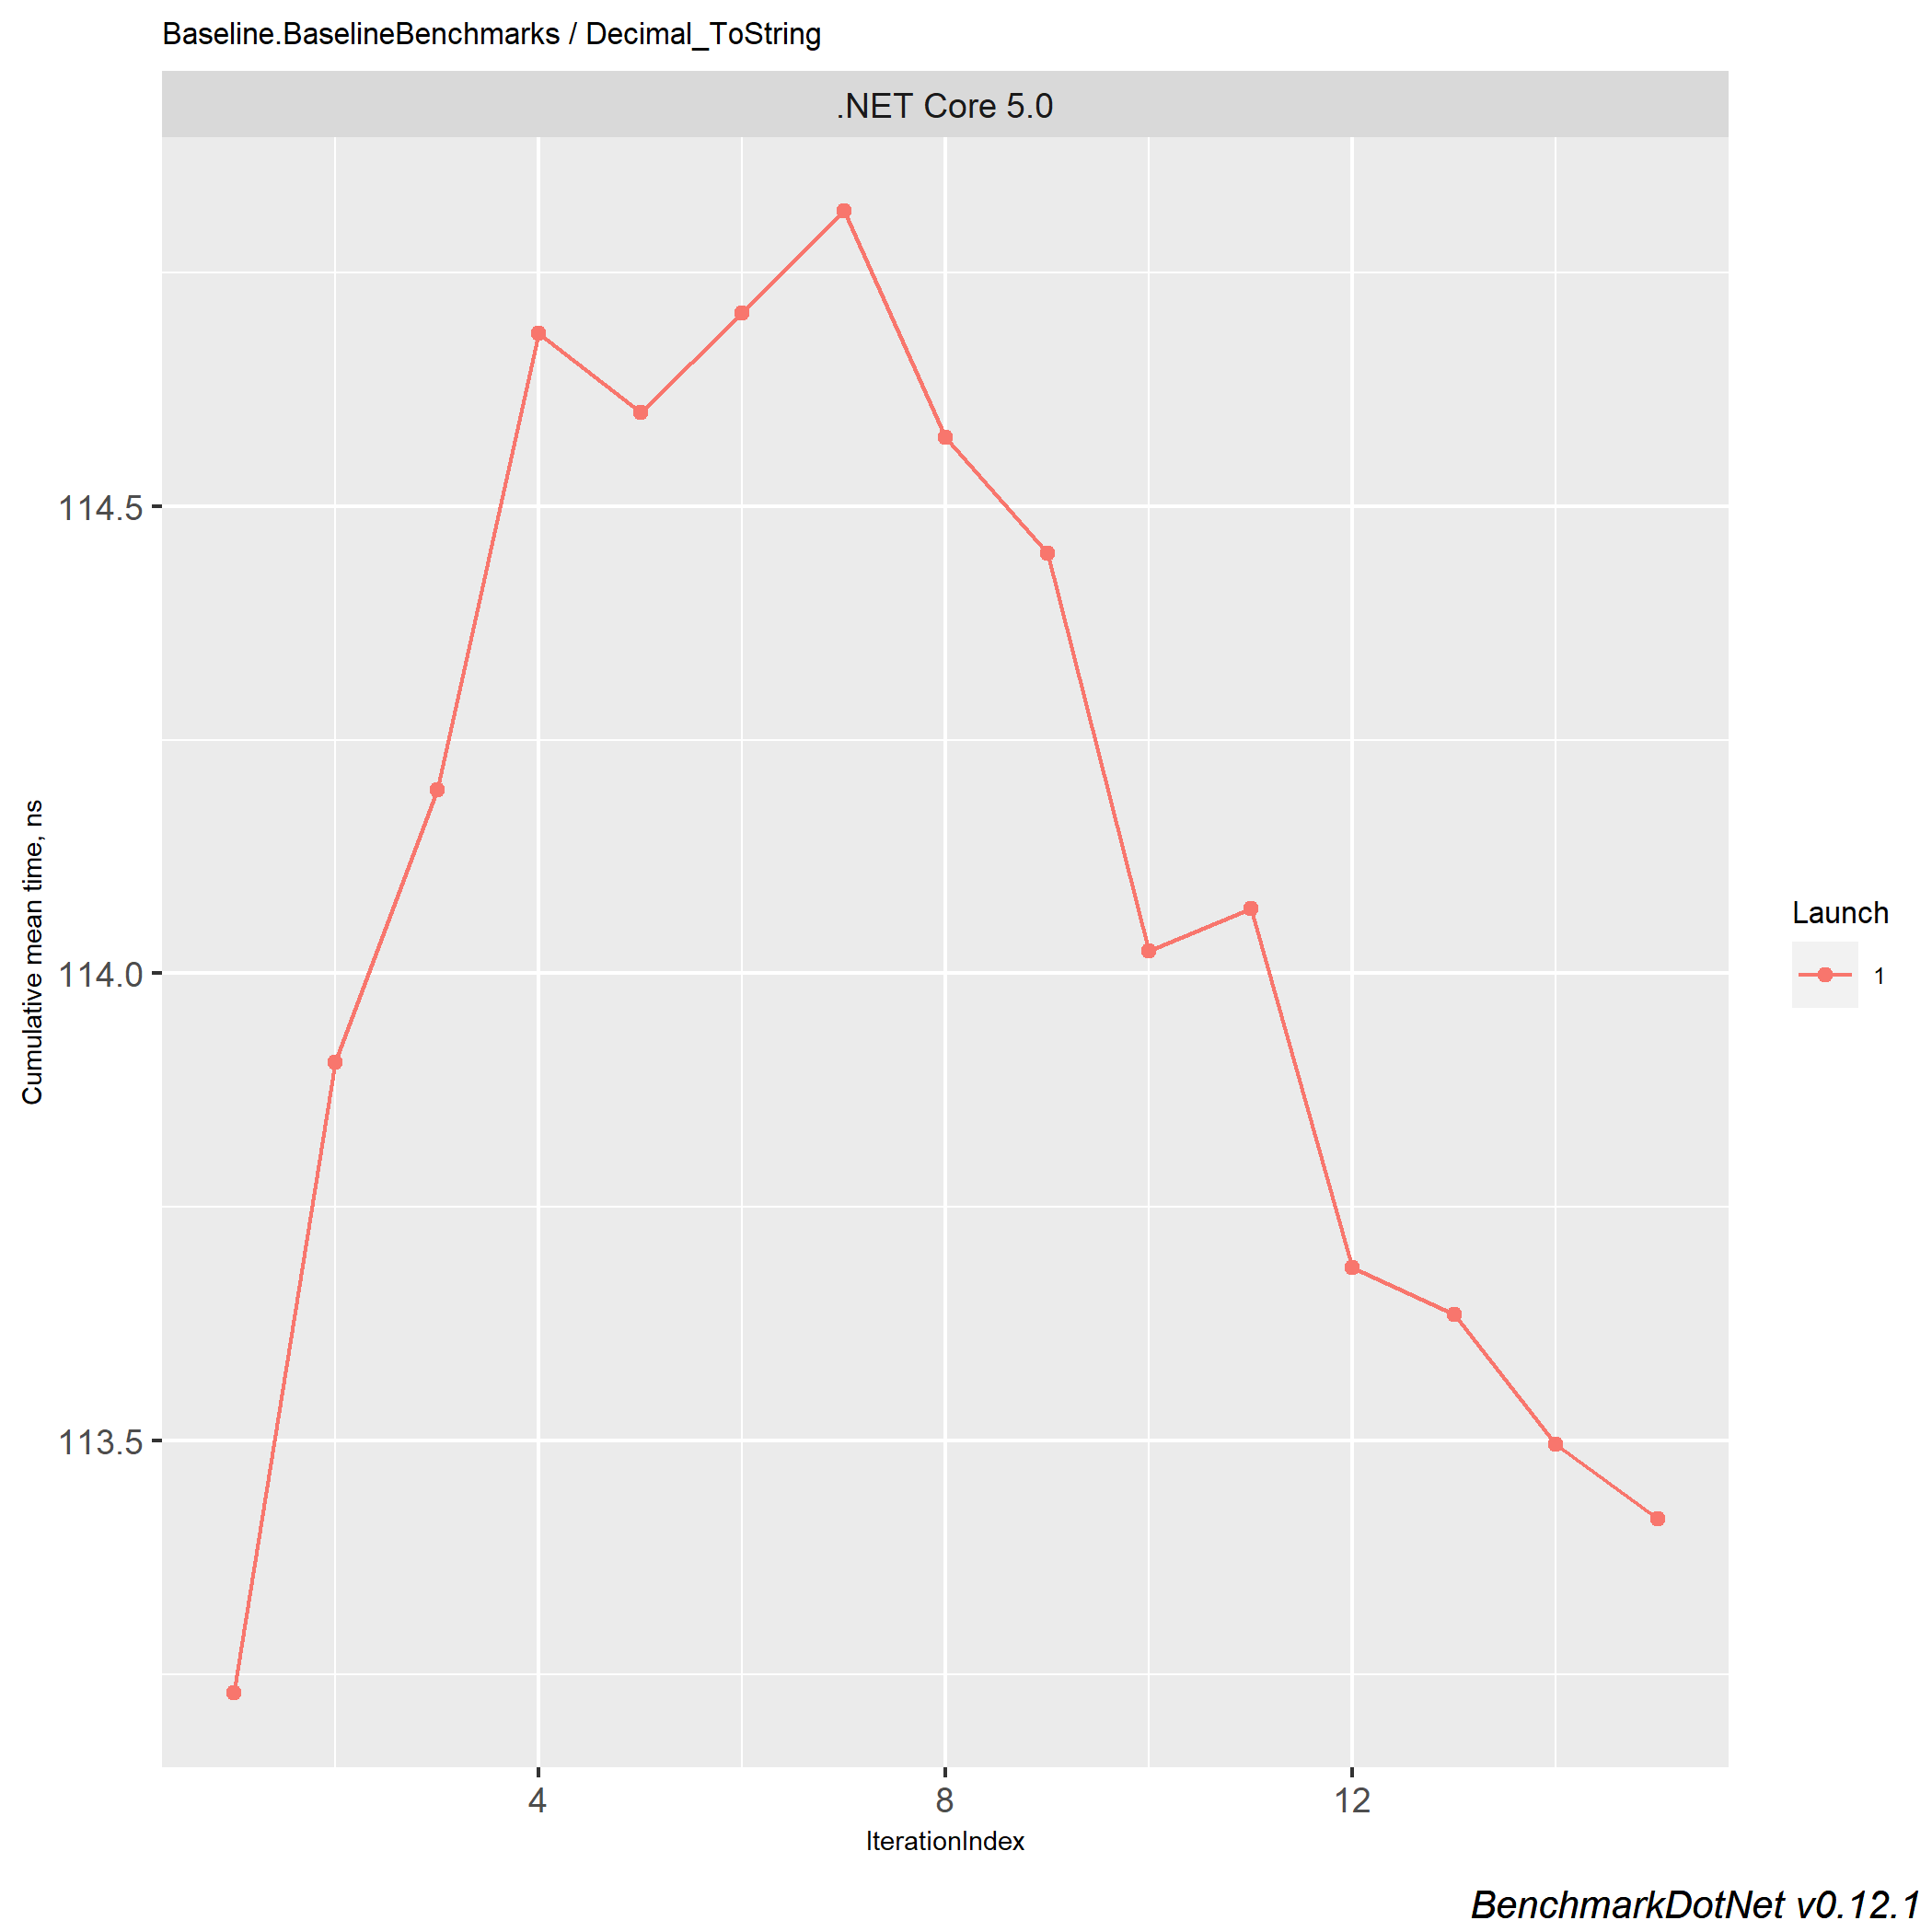 Baseline.BaselineBenchmarks / Decimal_ToString
.NET Core 5.0
114.5
114.0
113.5
Cumulative mean time, ns
4 8 12
IterationIndex
Launch
1
BenchmarkDotNet v0.12.1